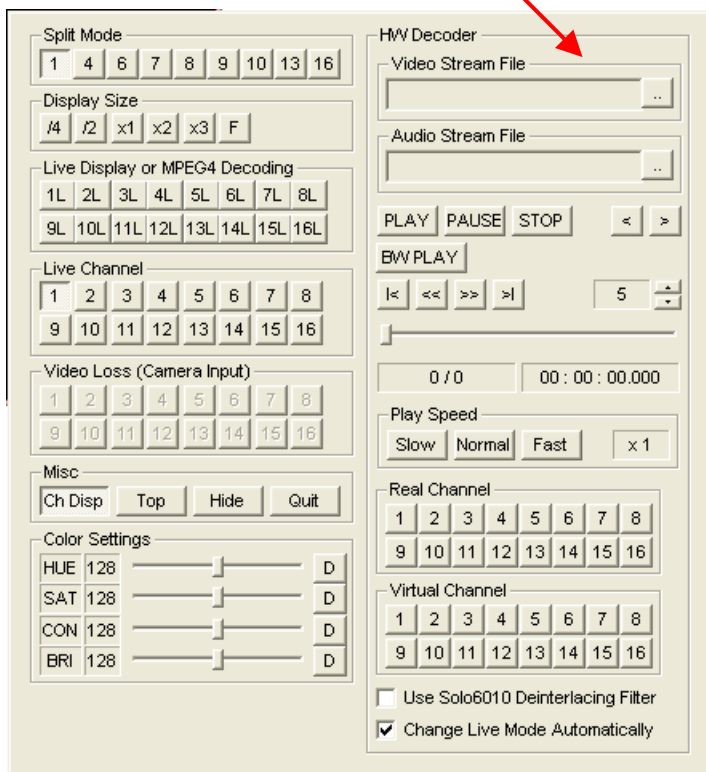 Split Mode
1 4 6 7 8 9 10 13 16
Display Size
/4 /2 x1 x2 x3 F
Live Display or MPEG4 Decoding
1L 2L 3L 4L 5L 6L 7L 8L
9L 10L 11L 12L 13L 14L 15L 16L
Live Channel
1 2 3 4 5 6 7 8
9 10 11 12 13 14 15 16
Video Loss (Camera Input)
1 2 3 4 5 6 7 8
9 10 11 12 13 14 15 16
Misc
Ch Disp Top Hide Quit
Color Settings
HUE 128 D
SAT 128 D
CON 128 D
BRI 128 D
HW Decoder
Video Stream File
..
Audio Stream File
..
PLAY PAUSE STOP < >
BW PLAY
|< << >> >| 5
0 / 0 00 : 00 : 00.000
Play Speed
Slow Normal Fast x 1
Real Channel
1 2 3 4 5 6 7 8
9 10 11 12 13 14 15 16
Virtual Channel
1 2 3 4 5 6 7 8
9 10 11 12 13 14 15 16
Use Solo6010 Deinterlacing Filter
Change Live Mode Automatically